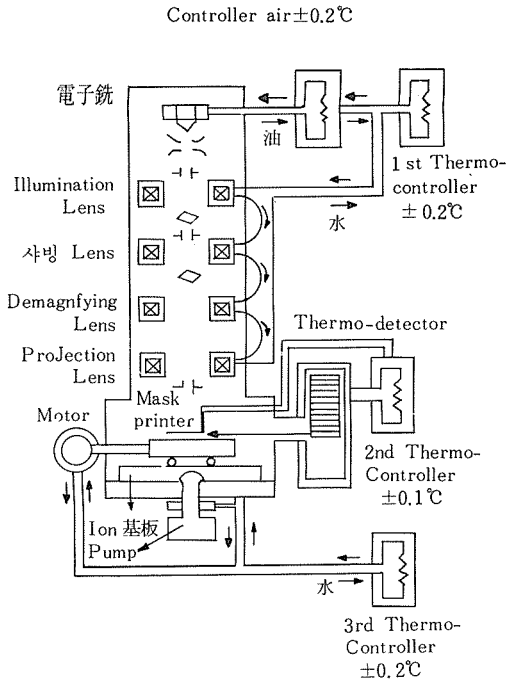 Controller air±0.2℃
電子銃
油
Illumination
Lens
1st Thermo-
controller
±0.2℃
水
샤빙 Lens
Demagnfying
Lens
Thermo-detector
ProJection
Lens
Mask
printer
Motor
2nd Thermo-
Controller
±0.1℃
Ion 基板
Pump
水
3rd Thermo-
Controller
±0.2℃